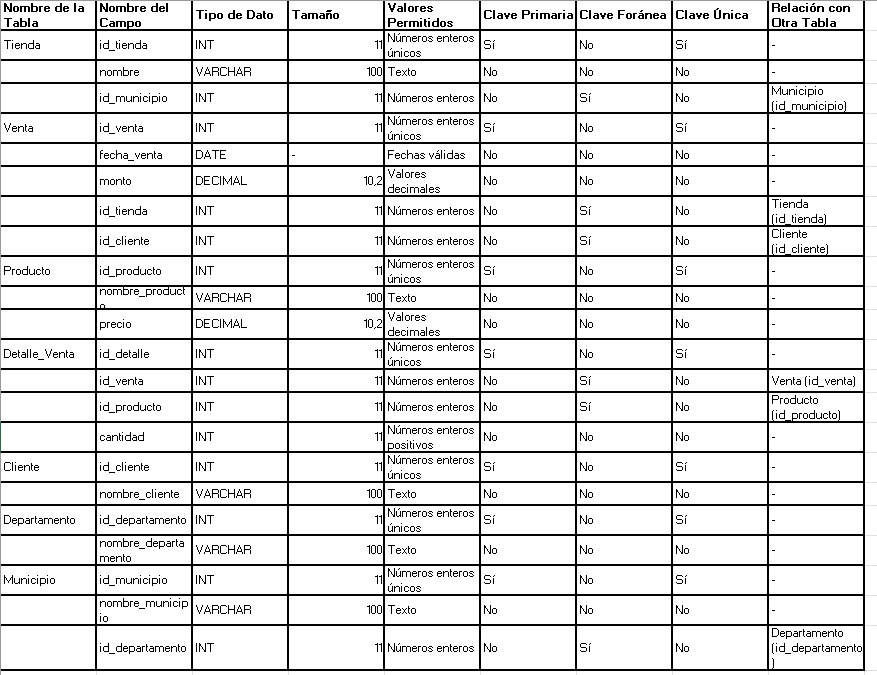 Nombre de la Tabla Nombre del Campo Tipo de Dato Tamaño Valores Permitidos Clave Primaria Clave Foránea Clave Única Relación con Otra Tabla
Tienda id_tienda INT 11 Números enteros únicos Sí No Sí -
nombre VARCHAR 100 Texto No No No -
id_municipio INT 11 Números enteros No Sí No Municipio (id_municipio)
Venta id_venta INT 11 Números enteros únicos Sí No Sí -
fecha_venta DATE - Fechas válidas No No No -
monto DECIMAL 10,2 Valores decimales No No No -
id_tienda INT 11 Números enteros No Sí No Tienda (id_tienda)
id_cliente INT 11 Números enteros No Sí No Cliente (id_cliente)
Producto id_producto INT 11 Números enteros únicos Sí No Sí -
nombre_producto VARCHAR 100 Texto No No No -
precio DECIMAL 10,2 Valores decimales No No No -
Detalle_Venta id_detalle INT 11 Números enteros únicos Sí No Sí -
id_venta INT 11 Números enteros No Sí No Venta (id_venta)
id_producto INT 11 Números enteros No Sí No Producto (id_producto)
cantidad INT 11 Números enteros positivos No No No -
Cliente id_cliente INT 11 Números enteros únicos Sí No Sí -
nombre_cliente VARCHAR 100 Texto No No No -
Departamento id_departamento INT 11 Números enteros únicos Sí No Sí -
nombre_departamento VARCHAR 100 Texto No No No -
Municipio id_municipio INT 11 Números enteros únicos Sí No Sí -
nombre_municipio VARCHAR 100 Texto No No No -
id_departamento INT 11 Números enteros No Sí No Departamento (id_departamento)